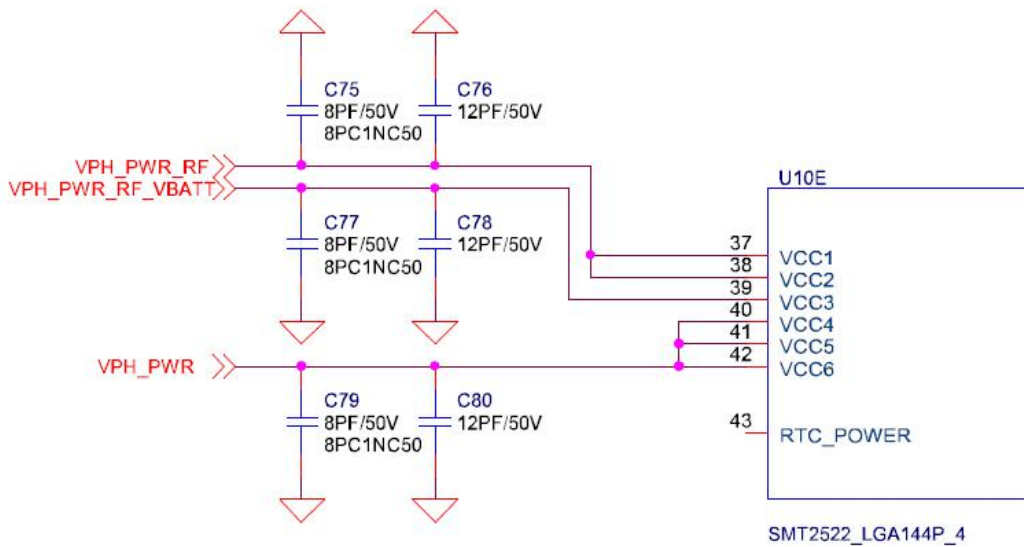 C75
8PF/50V
8PC1NC50
C76
12PF/50V
VPH_PWR_RF
VPH_PWR_RF_VBATT
C77
8PF/50V
8PC1NC50
C78
12PF/50V
VPH_PWR
C79
8PF/50V
8PC1NC50
C80
12PF/50V
U10E
37 VCC1
38 VCC2
39 VCC3
40 VCC4
41 VCC5
42 VCC6
43 RTC_POWER
SMT2522_LGA144P_4